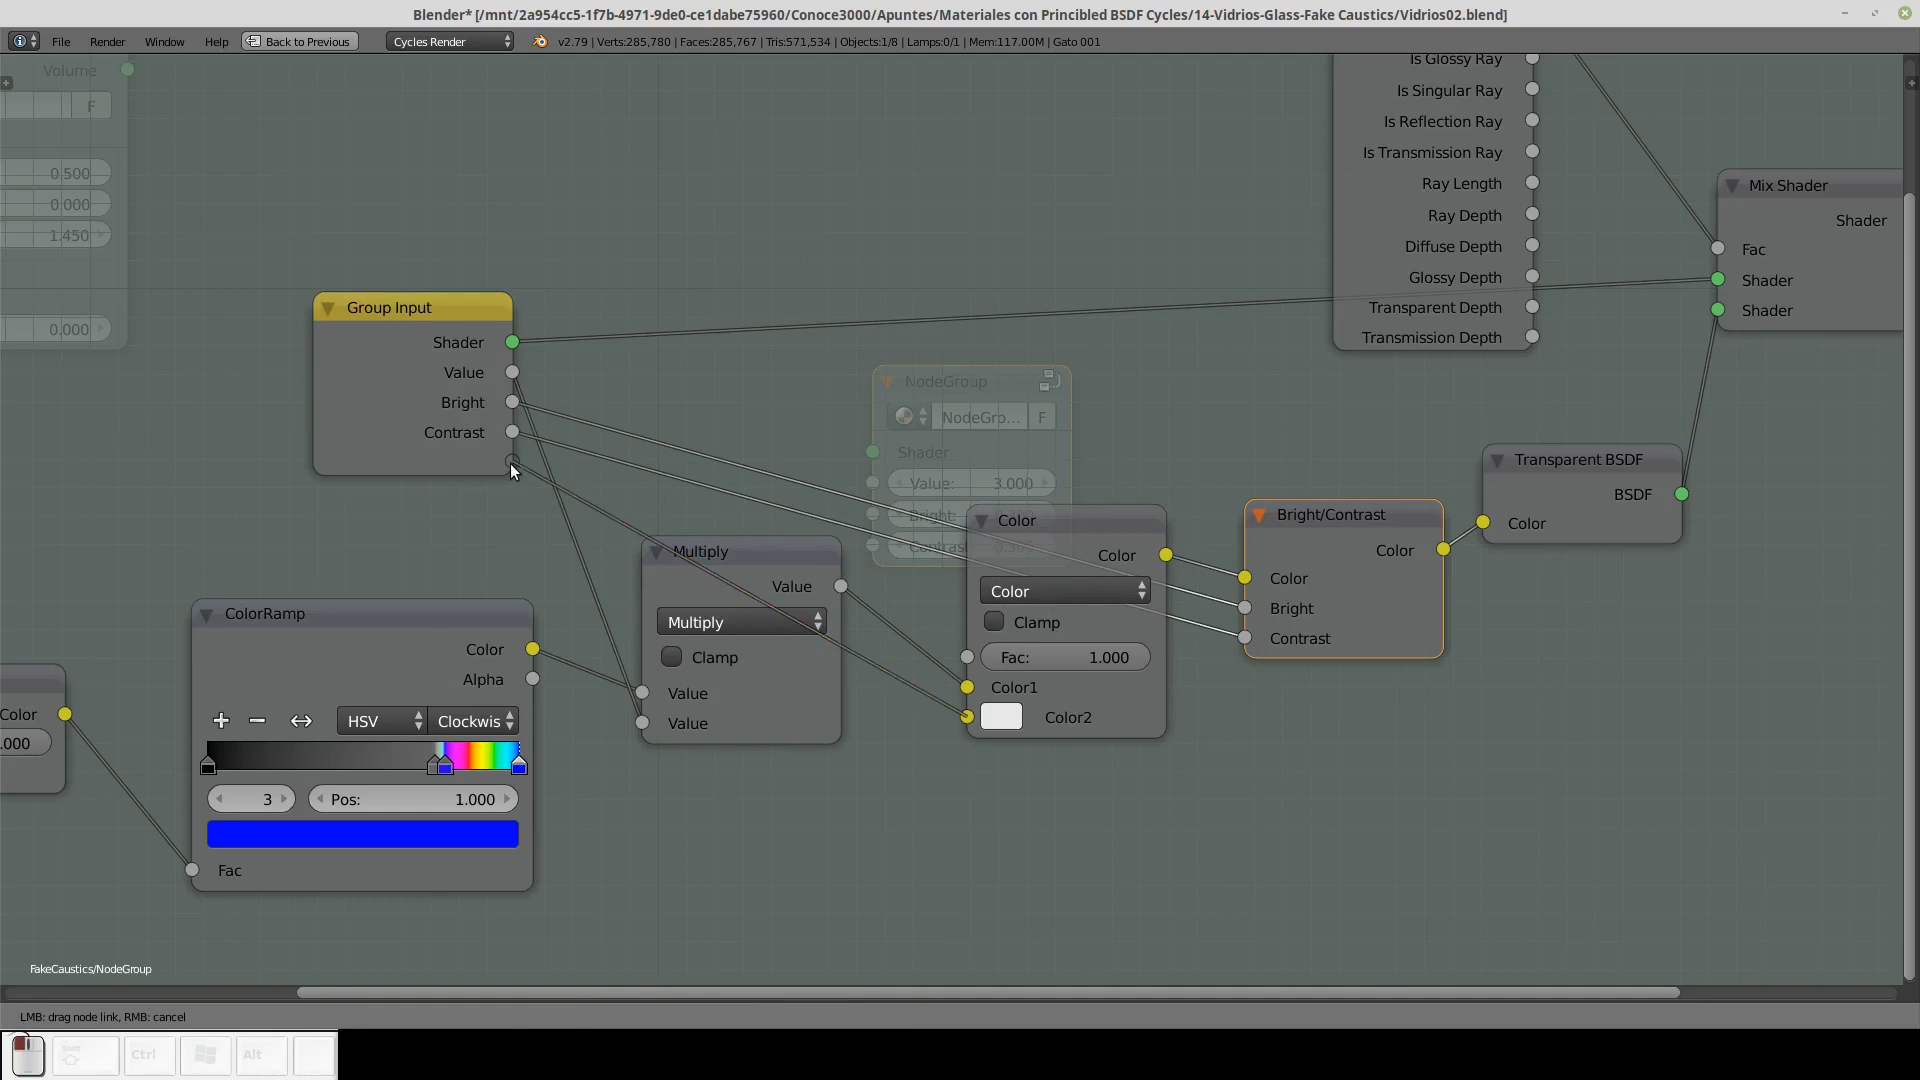 Blender* [/mnt/2a954cc5-1f7b-4971-9de0-ce1dabe75960/Conoce3000/Apuntes/Materiales con Princibled BSDF Cycles/14-Vidrios-Glass-Fake Caustics/Vidrios02.blend]
File Render Window Help Back to Previous Cycles Render v2.79 | Verts:285,780 | Faces:285,767 | Tris:571,534 | Objects:1/8 | Lamps:0/1 | Mem:117.00M | Gato 001
Volume
F
0.500
0.000
1.450
0.000
Is Glossy Ray
Is Singular Ray
Is Reflection Ray
Is Transmission Ray
Ray Length
Ray Depth
Diffuse Depth
Glossy Depth
Transparent Depth
Transmission Depth
Mix Shader
Shader
Fac
Shader
Shader
Group Input
Shader
Value
Bright
Contrast
NodeGroup
NodeGro... F
Shader
Value: 3.000
Bright:
Contrast
Transparent BSDF
BSDF
Color
Multiply
Value
Multiply
Clamp
Value
Value
Color
Color
Color
Clamp
Fac: 1.000
Color1
Color2
Bright/Contrast
Color
Color
Bright
Contrast
ColorRamp
Color
Alpha
HSV Clockwis
3 Pos: 1.000
Fac
Color
.000
FakeCaustics/NodeGroup
LMB: drag node link, RMB: cancel
Shift Ctrl Alt